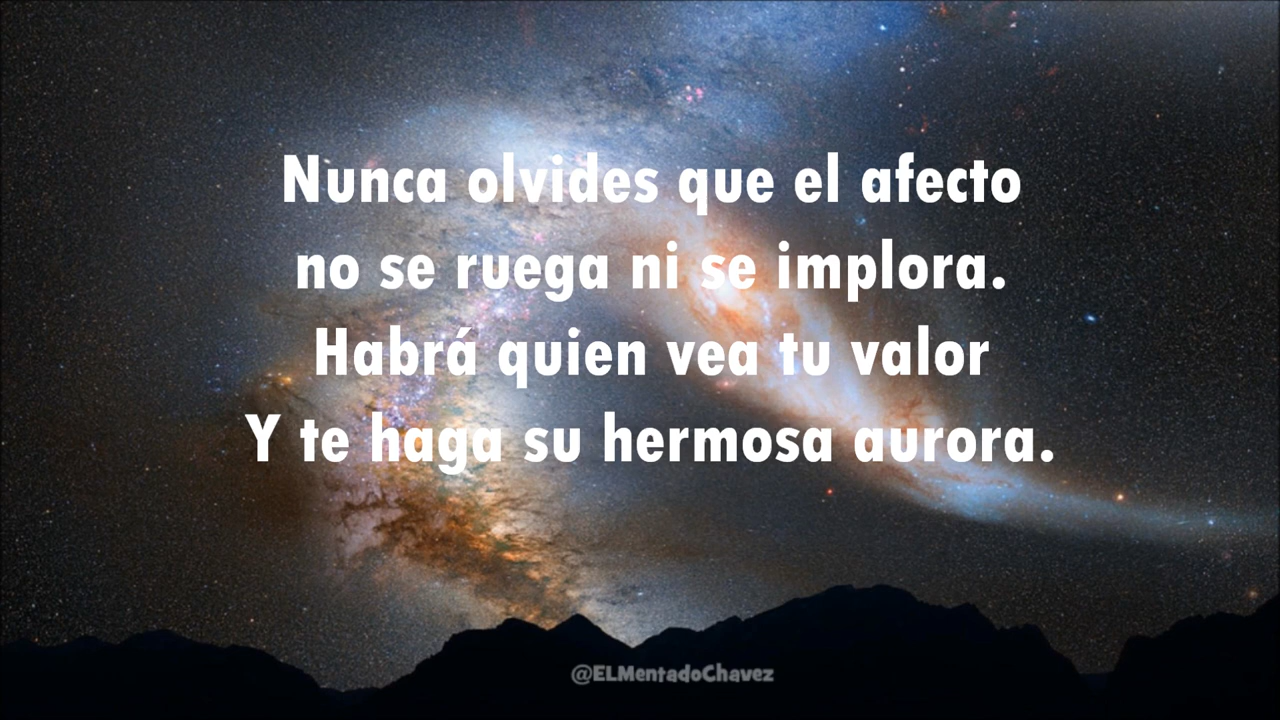 Nunca olvides que el afecto
no se ruega ni se implora.
Habrá quien vea tu valor
Y te haga su hermosa aurora.
@ELMentadoChavez